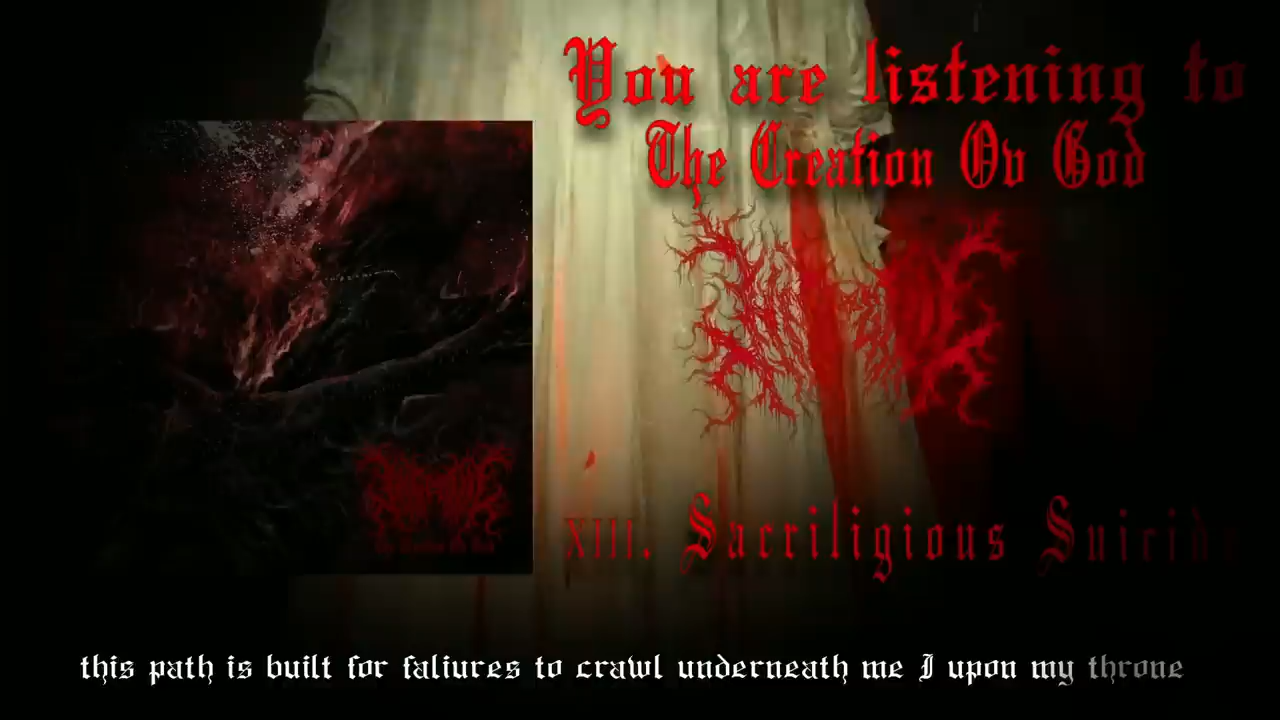 You are listening to
The Creation Ov God
XIII. Sacriligious Suicide
this path is built for faliures to crawl underneath me I upon my throne